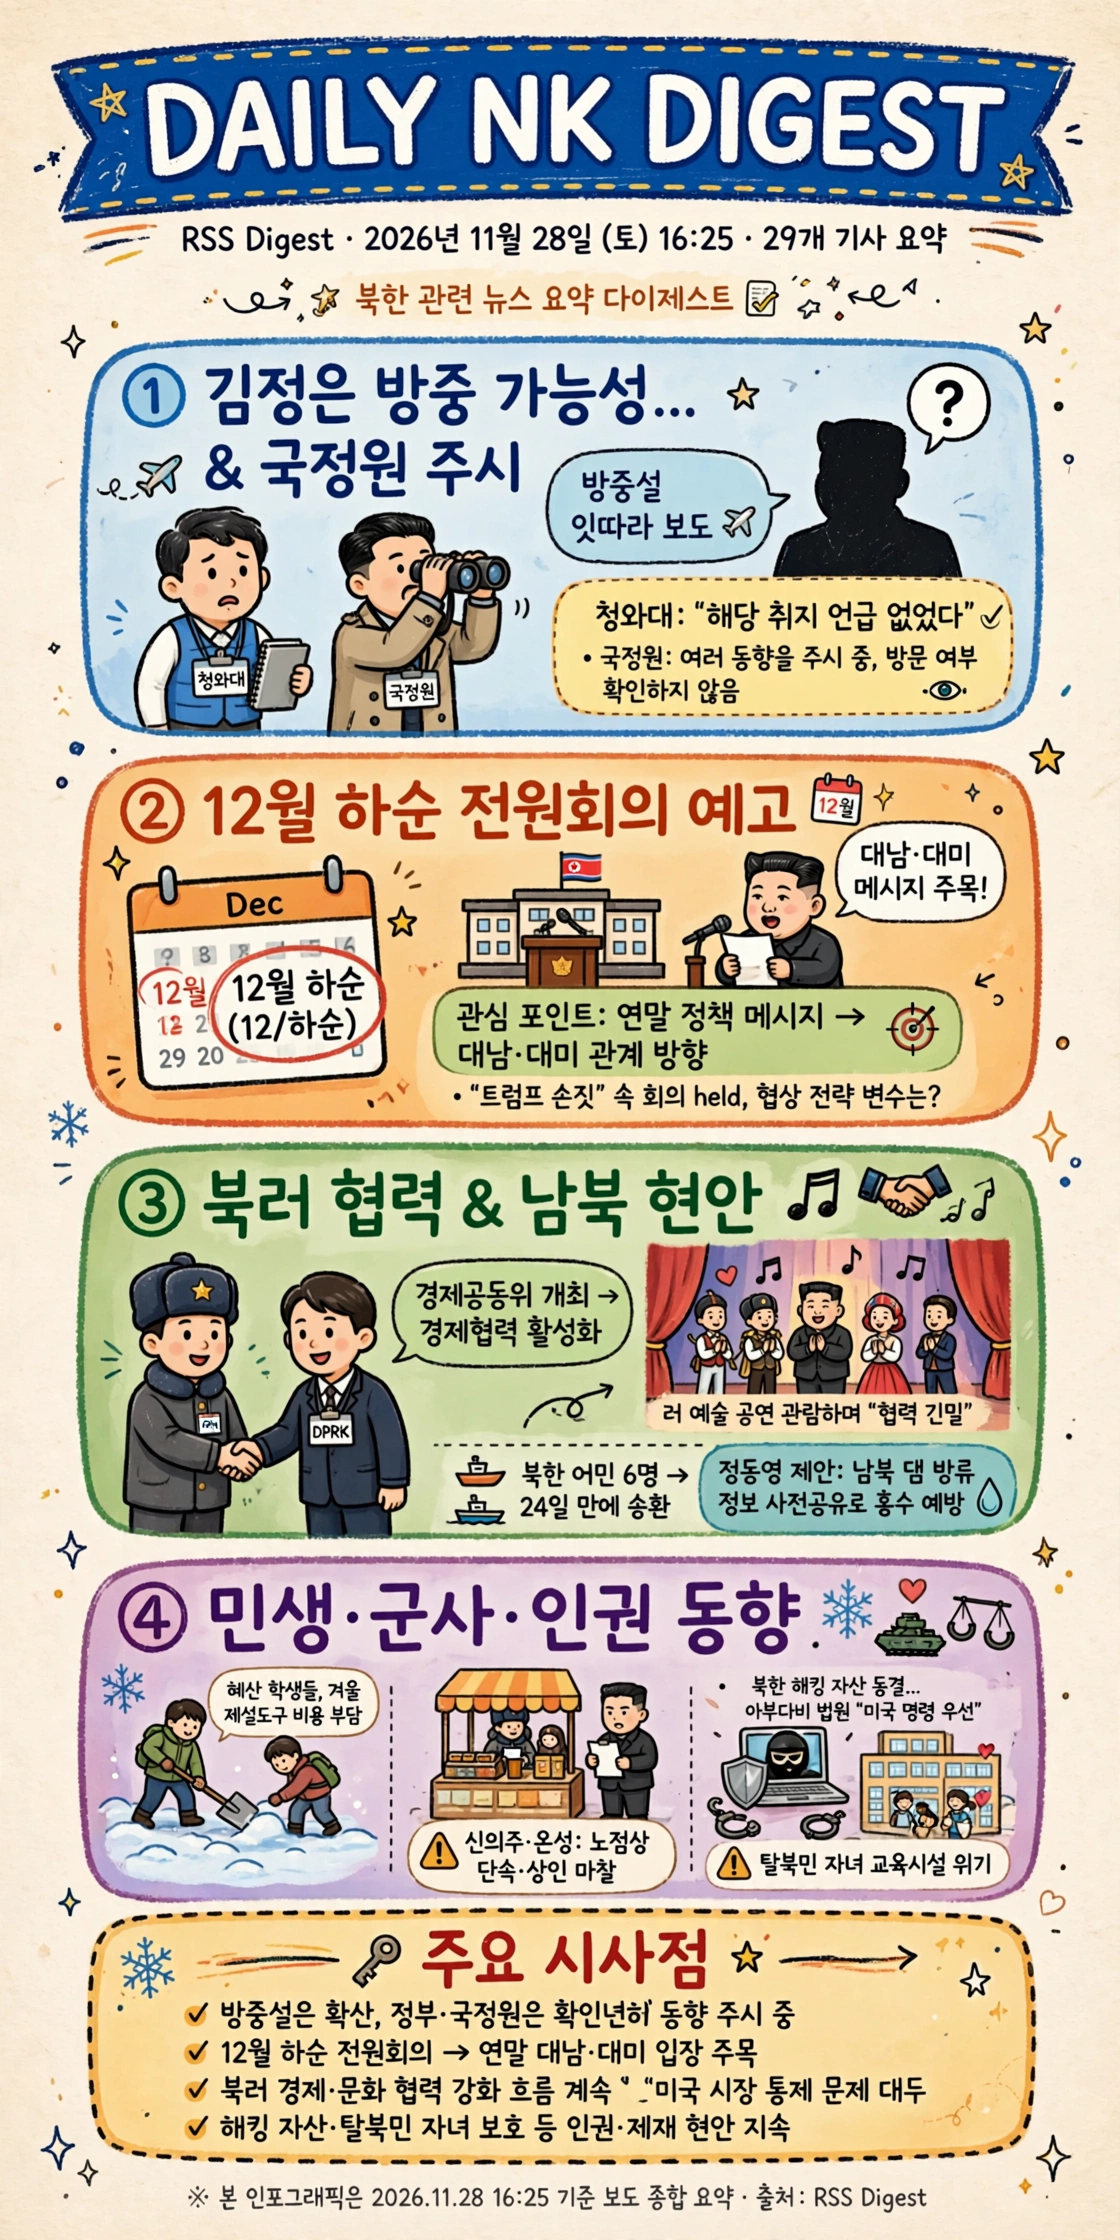 DAILY NK DIGEST
RSS Digest · 2026년 11월 28일 (토) 16:25 · 29개 기사 요약
북한 관련 뉴스 요약 다이제스트
① 김정은 방중 가능성...
& 국정원 주시
?
방중설
잇따라 보도
청와대
국정원
청와대: “해당 취지 언급 없었다”
• 국정원: 여러 동향을 주시 중, 방문 여부
확인하지 않음
② 12월 하순 전원회의 예고
12월
대남·대미
메시지 주목!
Dec
12월
12월 하순
(12/하순)
12 2
29 20
관심 포인트: 연말 정책 메시지 →
대남·대미 관계 방향
• “트럼프 손짓” 속 회의 held, 협상 전략 변수는?
③ 북러 협력 & 남북 현안
경제공동위 개최 →
경제협력 활성화
DPRK
러 예술 공연 관람하며 “협력 긴밀”
북한 어민 6명 →
24일 만에 송환
정동영 제안: 남북 댐 방류
정보 사전공유로 홍수 예방
④ 민생·군사·인권 동향
혜산 학생들, 겨울
제설도구 비용 부담
신의주·온성: 노점상
단속·상인 마찰
• 북한 해킹 자산 동결...
아부다비 법원 “미국 명령 우선”
탈북민 자녀 교육시설 위기
주요 시사점
✓ 방중설은 확산, 정부·국정원은 동향 주시 중
✓ 12월 하순 전원회의 → 연말 대남·대미 입장 주목
✓ 북러 경제·문화 협력 강화 흐름 계속 “미국 시장 통제 문제 대두
✓ 해킹 자산·탈북민 자녀 보호 등 인권·제재 현안 지속
※ 본 인포그래픽은 2026.11.28 16:25 기준 보도 종합 요약 · 출처: RSS Digest